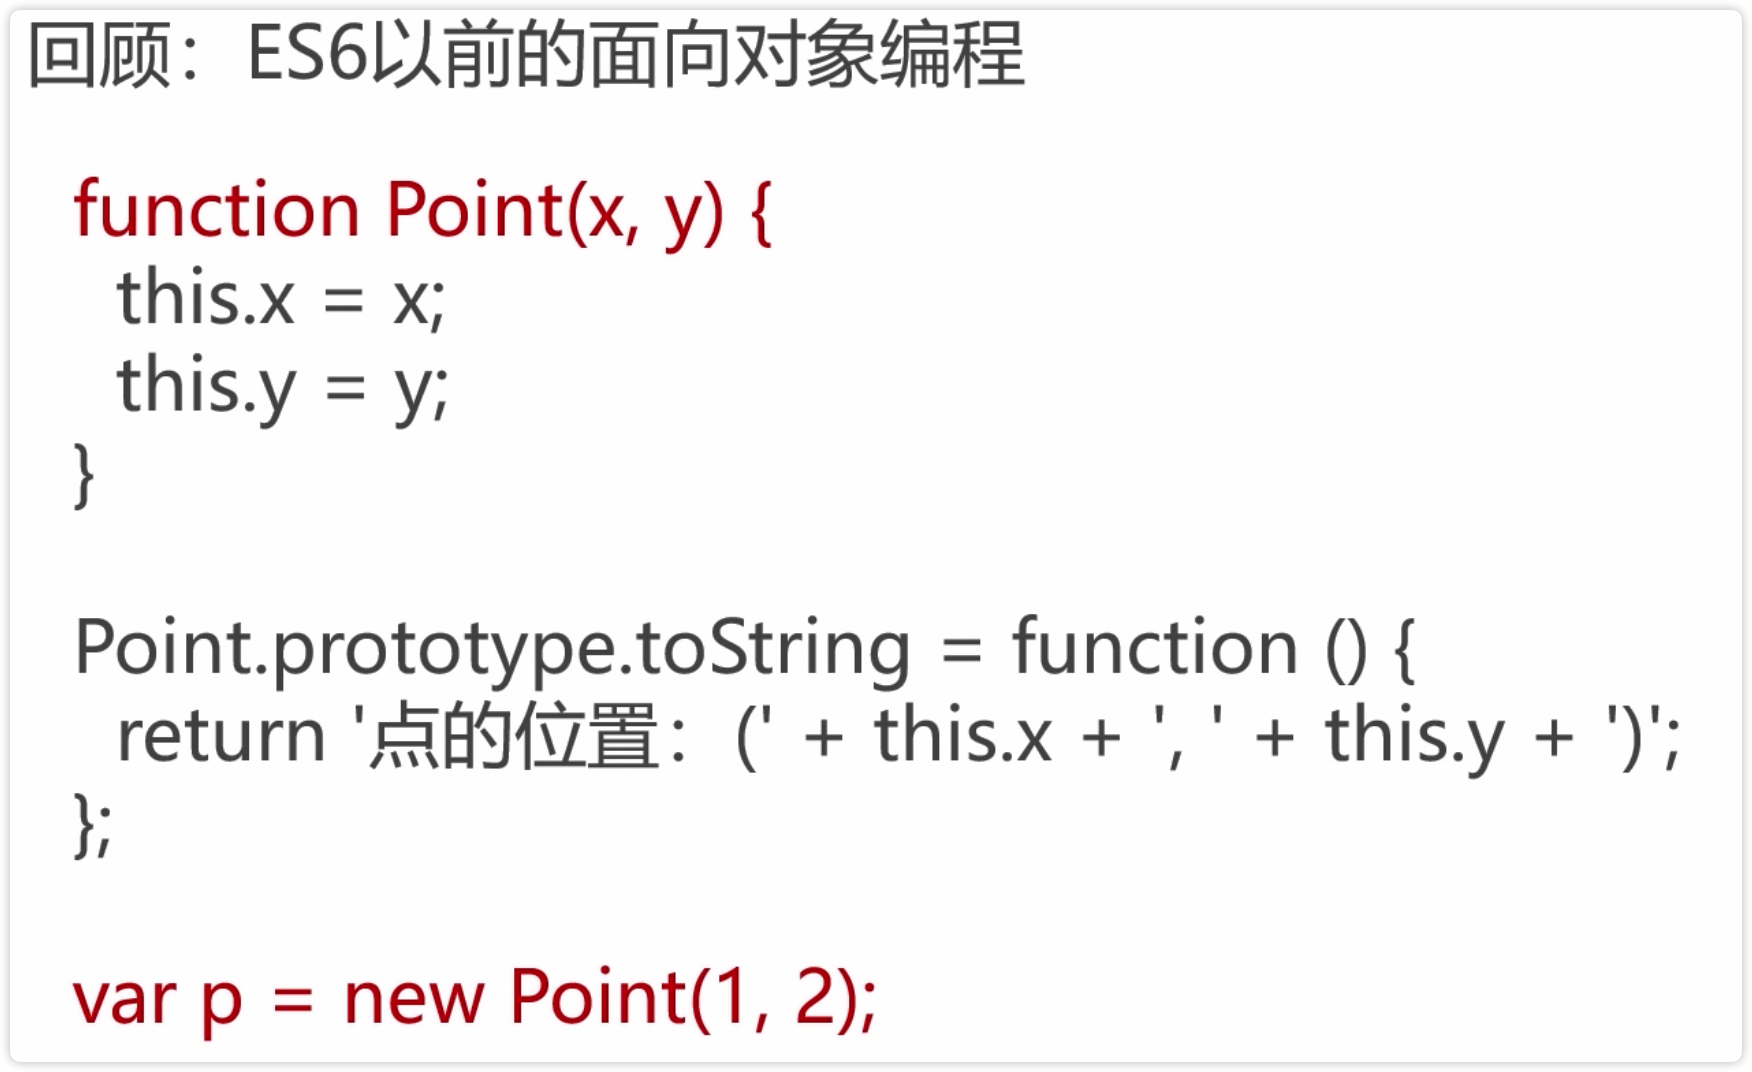 回顾：ES6以前的面向对象编程
function Point(x, y) {
this.x = x;
this.y = y;
}
Point.prototype.toString = function () {
return '点的位置：(' + this.x + ', ' + this.y + ')';
};
var p = new Point(1, 2);